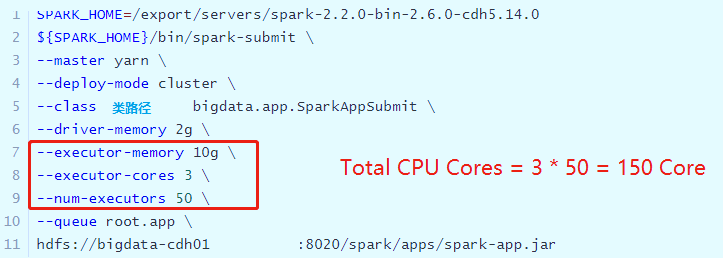 1 SPARK_HOME=/export/servers/spark-2.2.0-bin-2.6.0-cdh5.14.0
2 ${SPARK_HOME}/bin/spark-submit \
3 --master yarn \
4 --deploy-mode cluster \
5 --class 类路径 bigdata.app.SparkAppSubmit \
6 --driver-memory 2g \
7 --executor-memory 10g \
8 --executor-cores 3 \
9 --num-executors 50 \
Total CPU Cores = 3 * 50 = 150 Core
10 --queue root.app \
11 hdfs://bigdata-cdh01 :8020/spark/apps/spark-app.jar